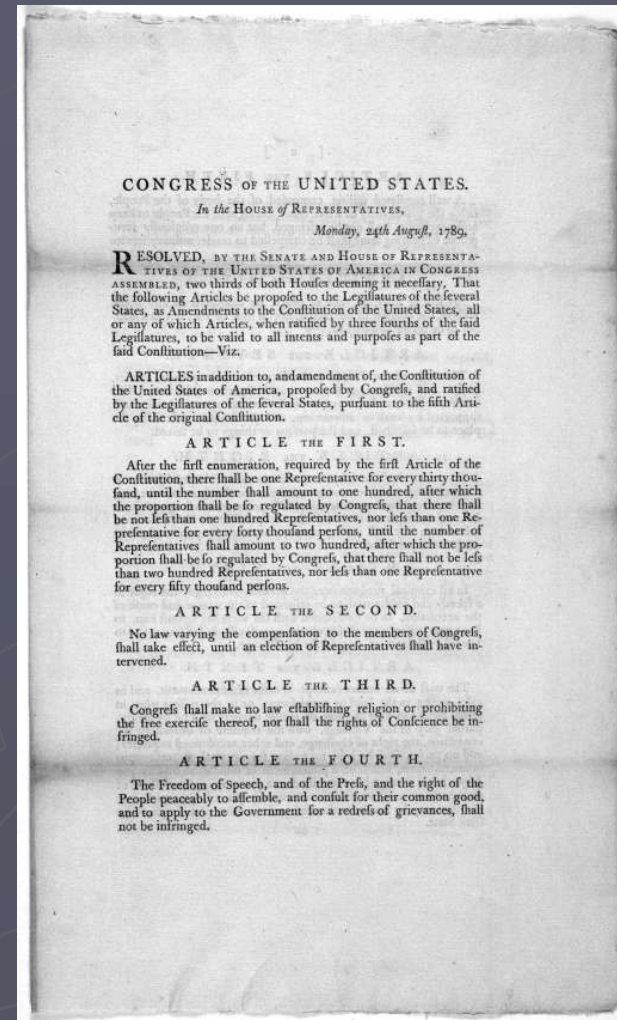 CONGRESS OF THE UNITED STATES.
In the HOUSE of REPRESENTATIVES,
Monday, 24th Auguſt, 1789,
RESOLVED, BY THE SENATE AND HOUSE OF REPRESENTA-
TIVES OF THE UNITED STATES OF AMERICA IN CONGRESS
ASSEMBLED, two thirds of both Houſes deeming it neceſſary, That
the following Articles be propoſed to the Legiſlatures of the ſeveral
States, as Amendments to the Conſtitution of the United States, all
or any of which Articles, when ratified by three fourths of the ſaid
Legiſlatures, to be valid to all intents and purpoſes as part of the
ſaid Conſtitution—Viz.
ARTICLES in addition to, and amendment of, the Conſtitution of
the United States of America, propoſed by Congreſs, and ratified
by the Legiſlatures of the ſeveral States, purſuant to the fifth Arti-
cle of the original Conſtitution.
ARTICLE THE FIRST.
After the firſt enumeration, required by the firſt Article of the
Conſtitution, there ſhall be one Repreſentative for every thirty thou-
ſand, until the number ſhall amount to one hundred, after which
the proportion ſhall be ſo regulated by Congreſs, that there ſhall
be not leſs than one hundred Repreſentatives, nor leſs than one Re-
preſentative for every forty thouſand perſons, until the number of
Repreſentatives ſhall amount to two hundred, after which the pro-
portion ſhall be ſo regulated by Congreſs, that there ſhall not be leſs
than two hundred Repreſentatives, nor leſs than one Repreſentative
for every fifty thouſand perſons.
ARTICLE THE SECOND.
No law varying the compenſation to the members of Congreſs,
ſhall take effect, until an election of Repreſentatives ſhall have in-
tervened.
ARTICLE THE THIRD.
Congreſs ſhall make no law eſtabliſhing religion or prohibiting
the free exerciſe thereof, nor ſhall the rights of Conſcience be in-
fringed.
ARTICLE THE FOURTH.
The Freedom of Speech, and of the Preſs, and the right of the
People peaceably to aſſemble, and conſult for their common good,
and to apply to the Government for a redreſs of grievances, ſhall
not be infringed.